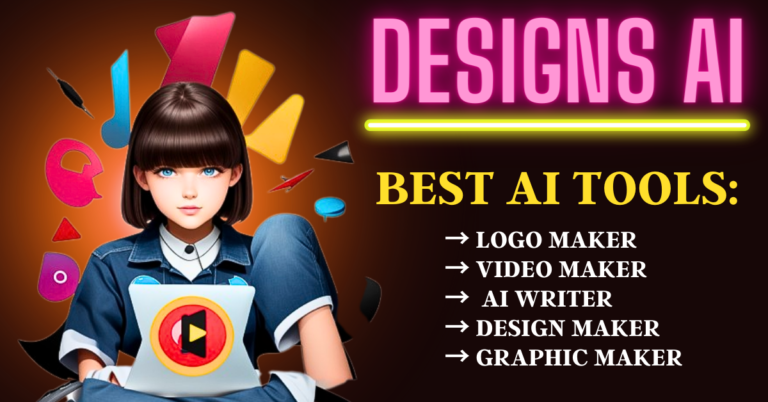 DESIGNS AI
BEST AI TOOLS:
→ LOGO MAKER
→ VIDEO MAKER
→ AI WRITER
→ DESIGN MAKER
→ GRAPHIC MAKER